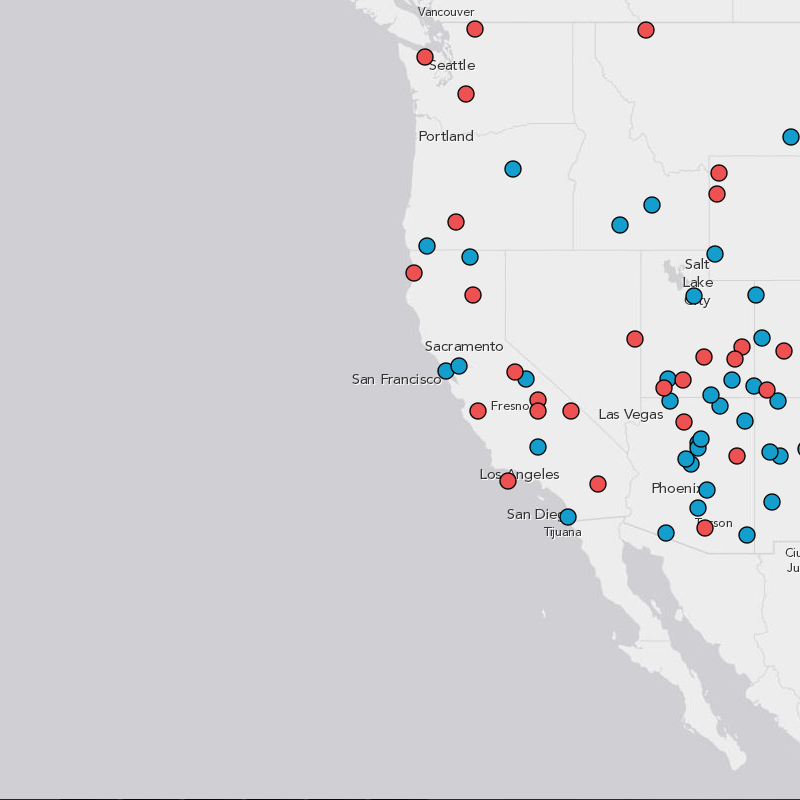 Vancouver
Seattle
Portland
Salt
Lake
City
Sacramento
San Francisco
Fresno
Las Vegas
Los Angeles
Phoenix
San Diego
Tucson
Tijuana
Ciu
Ju